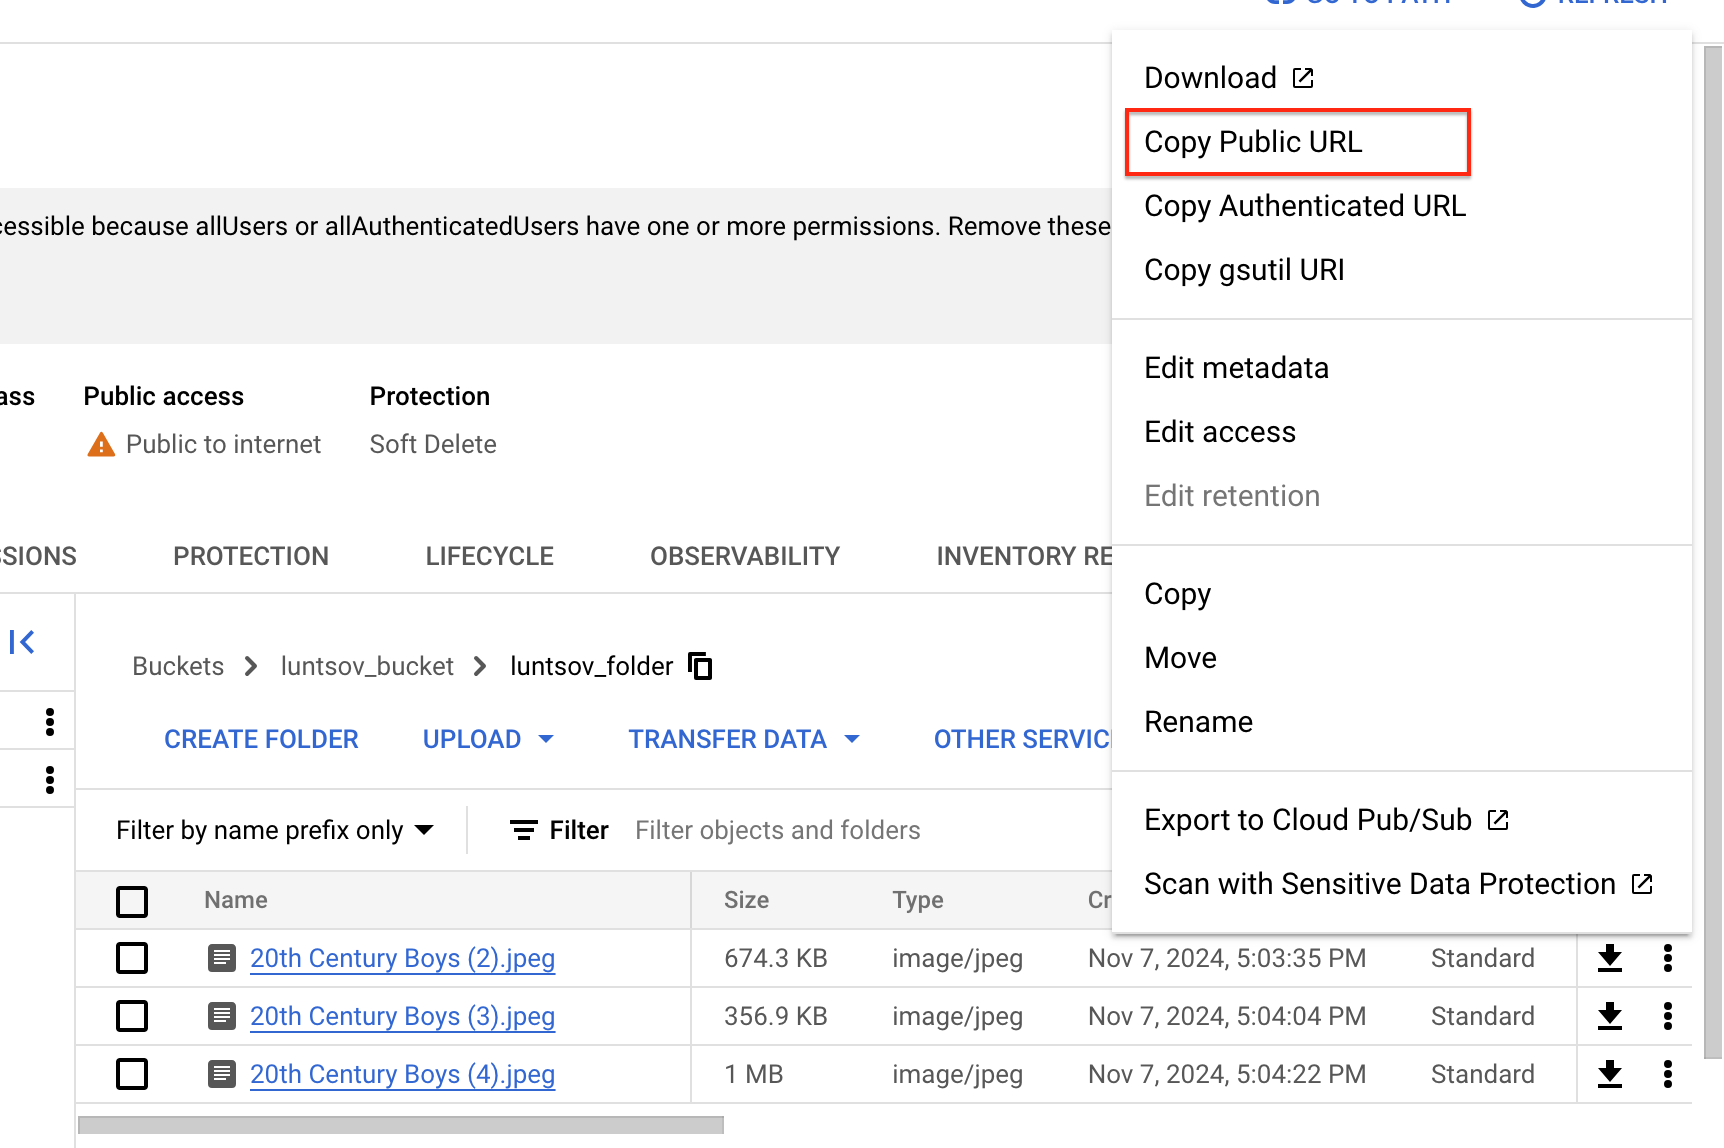 GO TO PATH
REFRESH
Download
Copy Public URL
Copy Authenticated URL
Copy gsutil URI
Edit metadata
Edit access
Edit retention
Copy
Move
Rename
Export to Cloud Pub/Sub
Scan with Sensitive Data Protection
cessible because allUsers or allAuthenticatedUsers have one or more permissions. Remove these
ass
Public access
Protection
Public to internet
Soft Delete
SSIONS
PROTECTION
LIFECYCLE
OBSERVABILITY
INVENTORY RE
Buckets
luntsov_bucket
luntsov_folder
CREATE FOLDER
UPLOAD
TRANSFER DATA
OTHER SERVIC
Filter by name prefix only
Filter
Filter objects and folders
Name
Size
Type
Cr
20th Century Boys (2).jpeg 674.3 KB image/jpeg Nov 7, 2024, 5:03:35 PM Standard
20th Century Boys (3).jpeg 356.9 KB image/jpeg Nov 7, 2024, 5:04:04 PM Standard
20th Century Boys (4).jpeg 1 MB image/jpeg Nov 7, 2024, 5:04:22 PM Standard